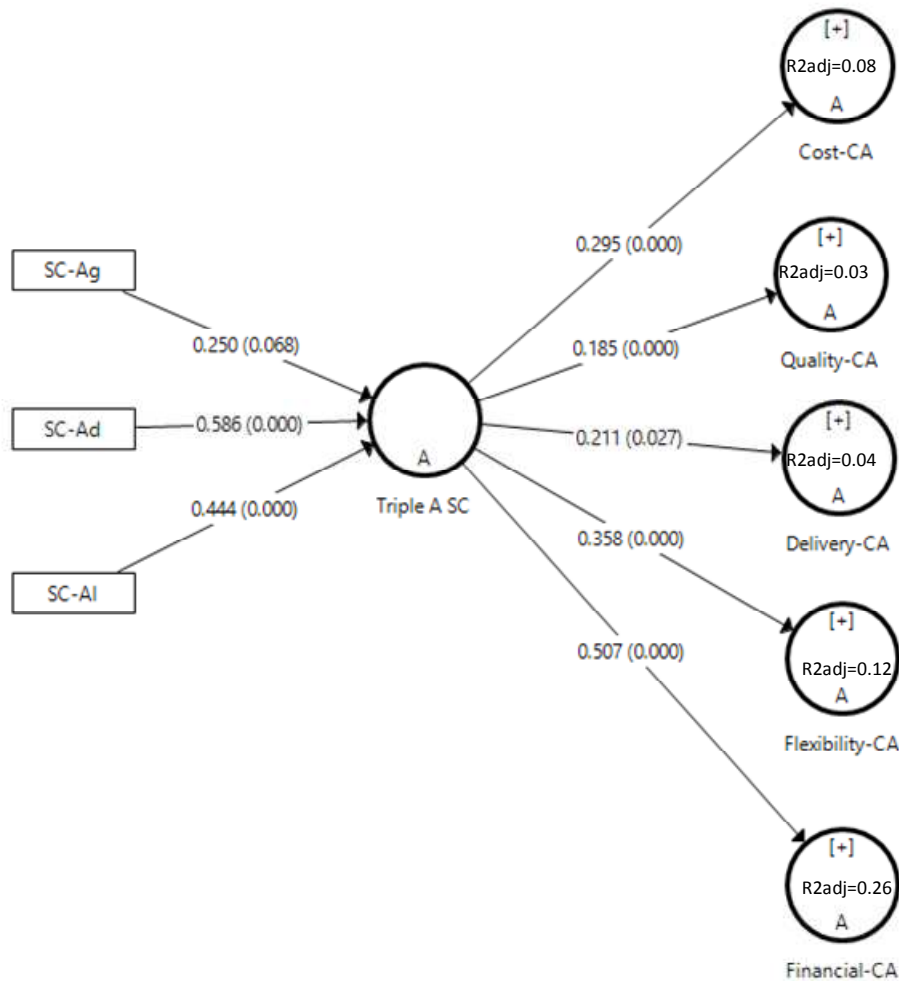 [+]
R2adj=0.08
A
Cost-CA
0.295 (0.000)
[+]
R2adj=0.03
A
Quality-CA
SC-Ag
0.250 (0.068)
0.185 (0.000)
SC-Ad
0.586 (0.000)
A
Triple A SC
0.211 (0.027)
[+]
R2adj=0.04
A
Delivery-CA
0.444 (0.000)
SC-Al
0.358 (0.000)
[+]
R2adj=0.12
A
Flexibility-CA
0.507 (0.000)
[+]
R2adj=0.26
A
Financial-CA